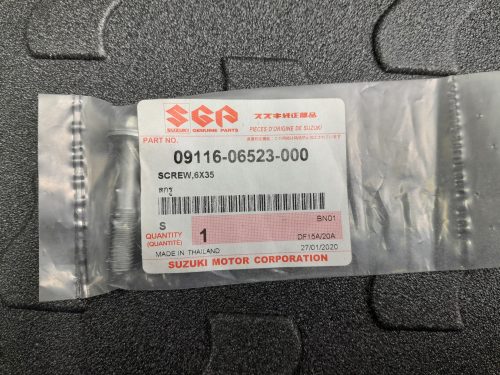 SGP
SUZUKI GENUINE PARTS
スズキ純正部品
PIECES D'ORIGINE DE SUZUKI
PART NO.
09116-06523-000
SCREW,6X35
สกรู
S
BN01
QUANTITY
(QUANTITE)
1
DF15A/20A
MADE IN THAILAND
27/01/2020
SUZUKI MOTOR CORPORATION